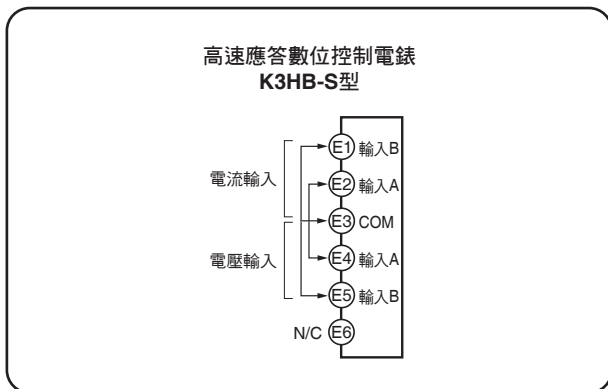 高速應答數位控制電錶
K3HB-S型
E1 輸入B
電流輸入
E2 輸入A
E3 COM
電壓輸入
E4 輸入A
E5 輸入B
N/C E6